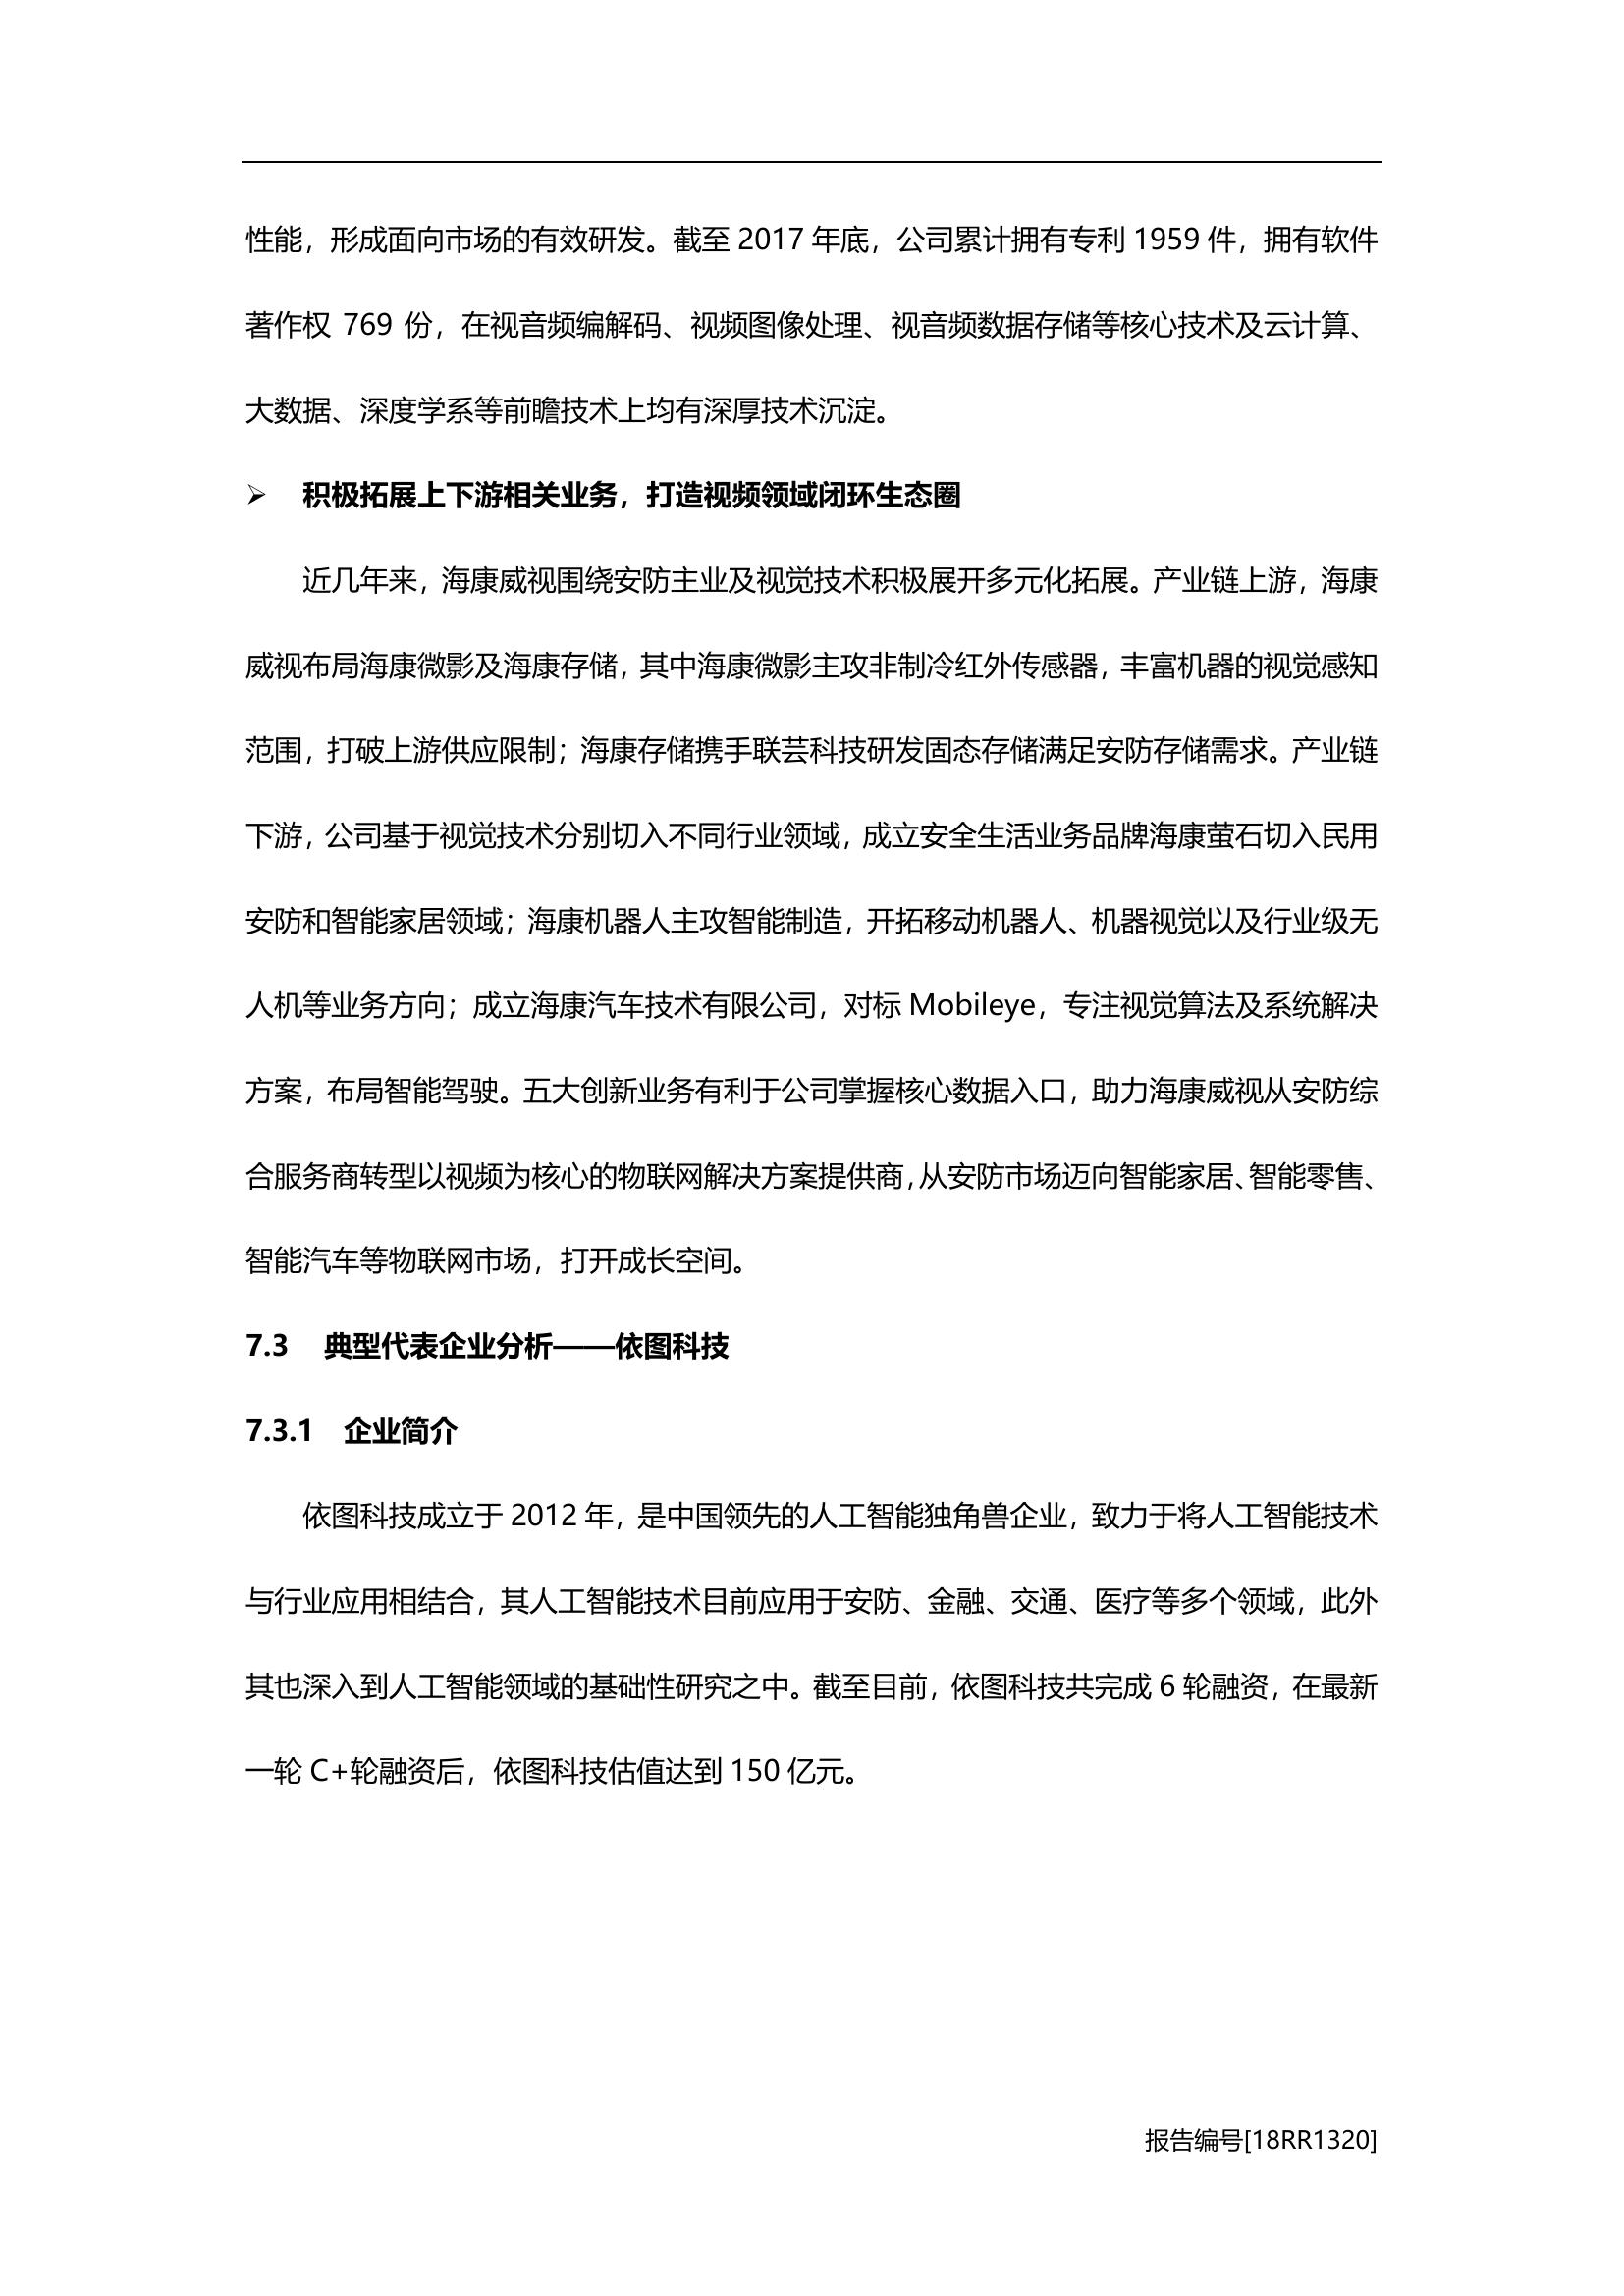 性能，形成面向市场的有效研发。截至 2017 年底，公司累计拥有专利 1959 件，拥有软件
著作权 769 份，在视音频编解码、视频图像处理、视音频数据存储等核心技术及云计算、
大数据、深度学系等前瞻技术上均有深厚技术沉淀。
➢ 积极拓展上下游相关业务，打造视频领域闭环生态圈
近几年来，海康威视围绕安防主业及视觉技术积极展开多元化拓展。产业链上游，海康
威视布局海康微影及海康存储，其中海康微影主攻非制冷红外传感器，丰富机器的视觉感知
范围，打破上游供应限制；海康存储携手联芸科技研发固态存储满足安防存储需求。产业链
下游，公司基于视觉技术分别切入不同行业领域，成立安全生活业务品牌海康萤石切入民用
安防和智能家居领域；海康机器人主攻智能制造，开拓移动机器人、机器视觉以及行业级无
人机等业务方向；成立海康汽车技术有限公司，对标 Mobileye，专注视觉算法及系统解决
方案，布局智能驾驶。五大创新业务有利于公司掌握核心数据入口，助力海康威视从安防综
合服务商转型以视频为核心的物联网解决方案提供商，从安防市场迈向智能家居、智能零售、
智能汽车等物联网市场，打开成长空间。
7.3 典型代表企业分析——依图科技
7.3.1 企业简介
依图科技成立于 2012 年，是中国领先的人工智能独角兽企业，致力于将人工智能技术
与行业应用相结合，其人工智能技术目前应用于安防、金融、交通、医疗等多个领域，此外
其也深入到人工智能领域的基础性研究之中。截至目前，依图科技共完成 6 轮融资，在最新
一轮 C+轮融资后，依图科技估值达到 150 亿元。
报告编号[18RR1320]